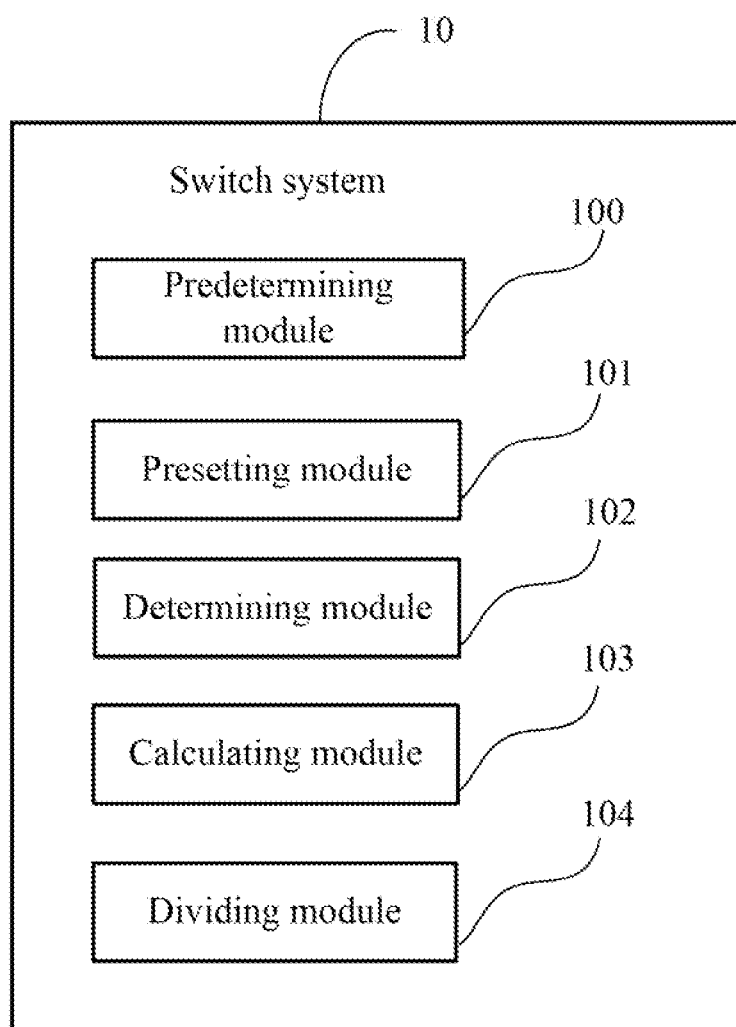 10
Switch system
100
Predetermining
module
101
Presetting module
102
Determining module
103
Calculating module
104
Dividing module